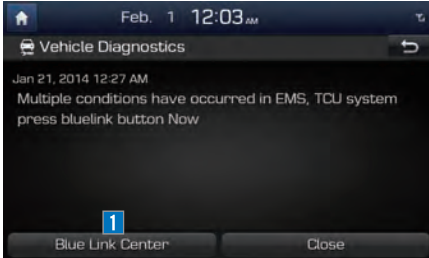 Feb. 1 12:03 AM
Vehicle Diagnostics
Jan 21, 2014 12:27 AM
Multiple conditions have occurred in EMS, TCU system
press bluelink button Now
1
Blue Link Center Close